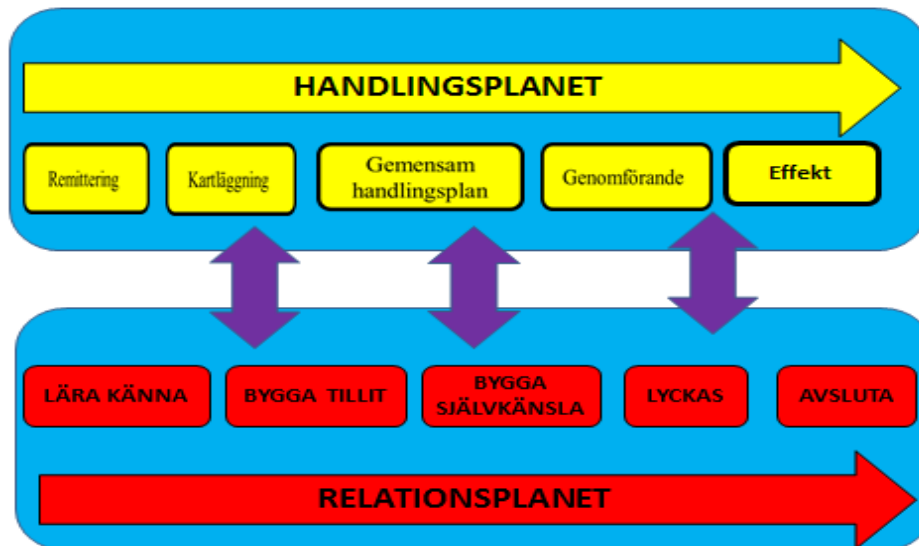 HANDLINGSPLANET
Remittering
Kartläggning
Gemensam
handlingsplan
Genomförande
Effekt
LÄRA KÄNNA
BYGGA TILLIT
BYGGA
SJÄLVKÄNSLA
LYCKAS
AVSLUTA
RELATIONSPLANET